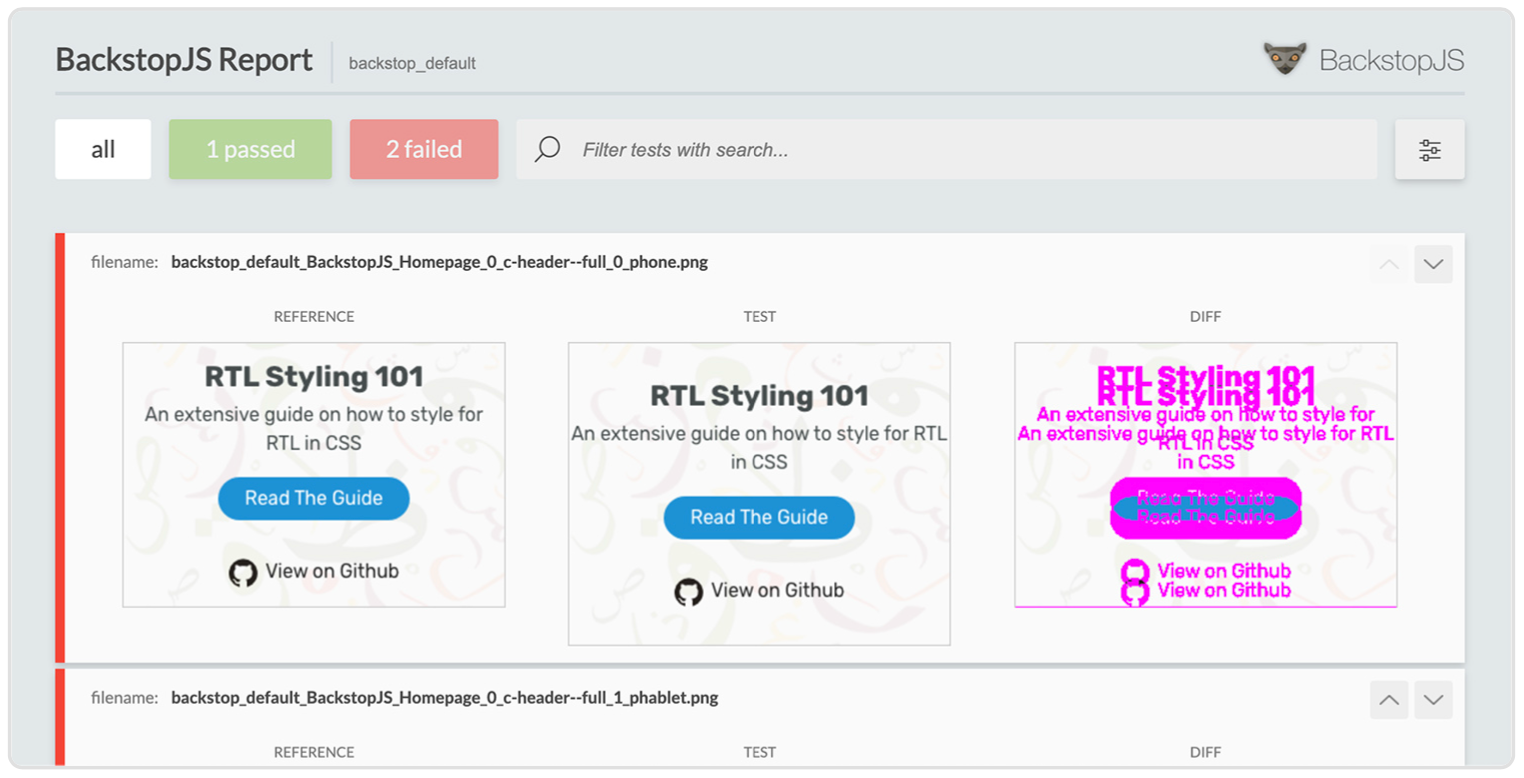 BackstopJS Report
backstop_default
BackstopJS
all
1 passed
2 failed
Filter tests with search...
filename: backstop_default_BackstopJS_Homepage_0_c-header--full_0_phone.png
REFERENCE
TEST
DIFF
RTL Styling 101
An extensive guide on how to style for
RTL in CSS
Read The Guide
View on Github
RTL Styling 101
An extensive guide on how to style for RTL
in CSS
Read The Guide
View on Github
RTL Styling 101
RTL Styling 101
An extensive guide on how to style for
An extensive guide on how to style for RTL
RTL in CSS
in CSS
Read The Guide
Read The Guide
View on Github
View on Github
filename: backstop_default_BackstopJS_Homepage_0_c-header--full_1_phablet.png
REFERENCE
TEST
DIFF